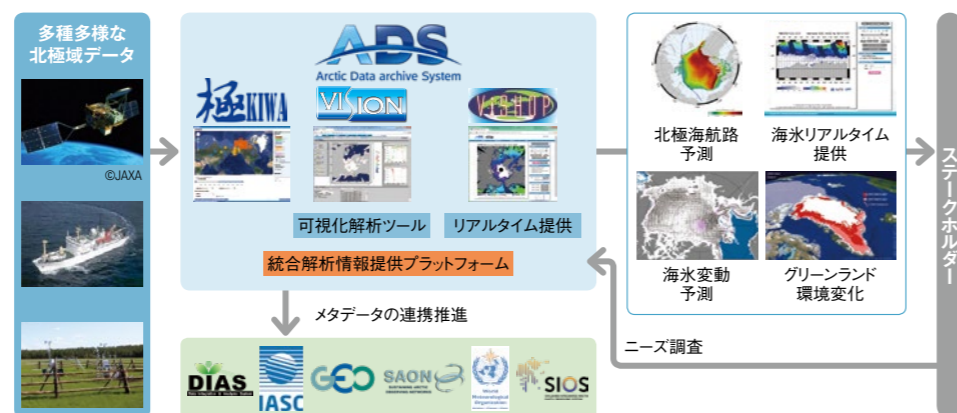 多種多様な
北極域データ
©JAXA
ADS
Arctic Data archive System
極KIWA
VISION
VISHIP
可視化解析ツール
リアルタイム提供
統合解析情報提供プラットフォーム
メタデータの連携推進
DIAS
IASC
GEO
SAON
SUSTAINING ARCTIC
OBSERVING NETWORKS
World
Meteorological
Organization
SIOS
北極海航路
予測
海氷リアルタイム
提供
海氷変動
予測
グリーンランド
環境変化
ニーズ調査
ステークホルダー